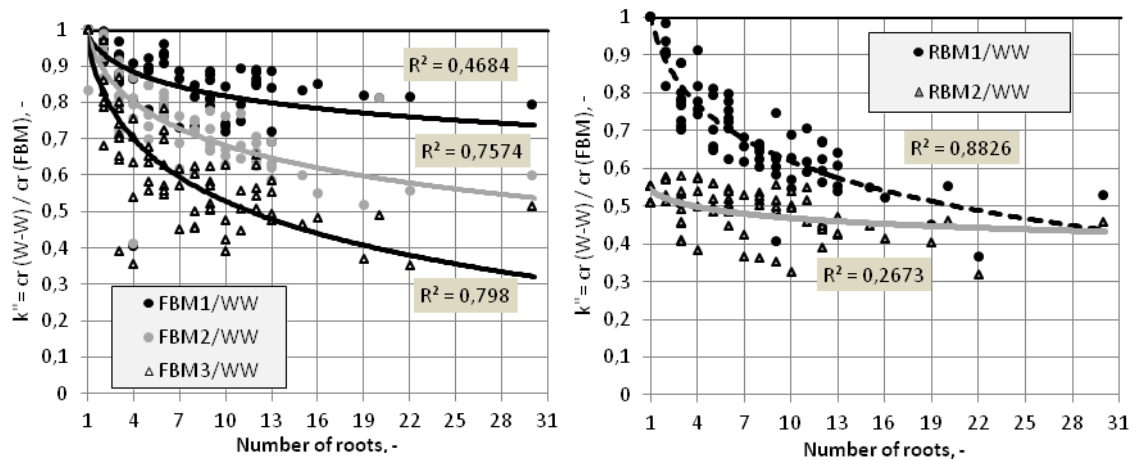 k''= cr (W-W) / cr (FBM), -
1
0,9
0,8
0,7
0,6
0,5
0,4
0,3
0,2
0,1
0
R² = 0,4684
R² = 0,7574
R² = 0,798
FBM1/WW
FBM2/WW
FBM3/WW
1 4 7 10 13 16 19 22 25 28 31
Number of roots, -
k''= cr (W-W) / cr (FBM), -
1
0,9
0,8
0,7
0,6
0,5
0,4
0,3
0,2
0,1
0
RBM1/WW
RBM2/WW
R² = 0,8826
R² = 0,2673
1 4 7 10 13 16 19 22 25 28 31
Number of roots, -